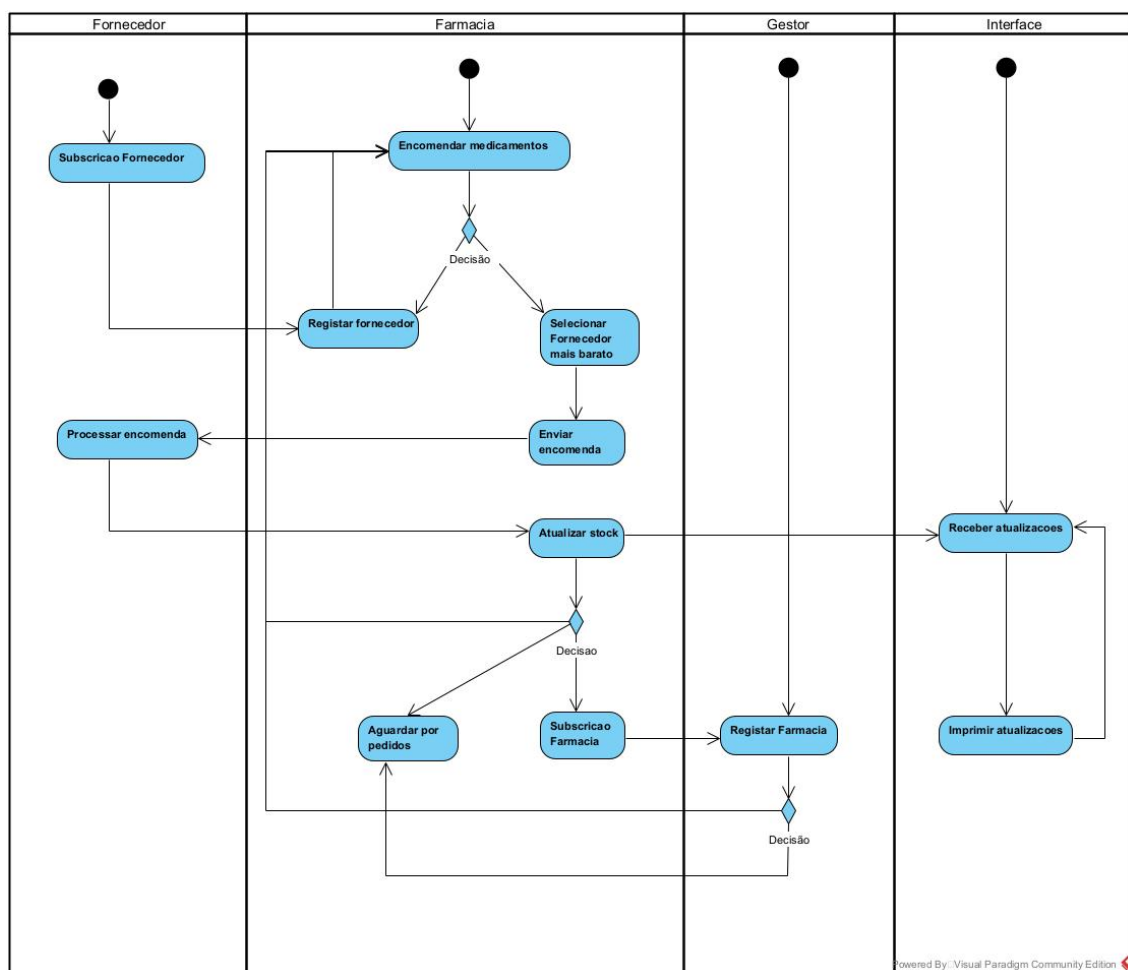 Fornecedor
Farmacia
Gestor
Interface
Subscricao Fornecedor
Encomendar medicamentos
Decisão
Registar fornecedor
Selecionar
Fornecedor
mais barato
Processar encomenda
Enviar
encomenda
Atualizar stock
Receber atualizacoes
Decisao
Aguardar por
pedidos
Subscricao
Farmacia
Registar Farmacia
Imprimir atualizacoes
Decisão
Powered By Visual Paradigm Community Edition